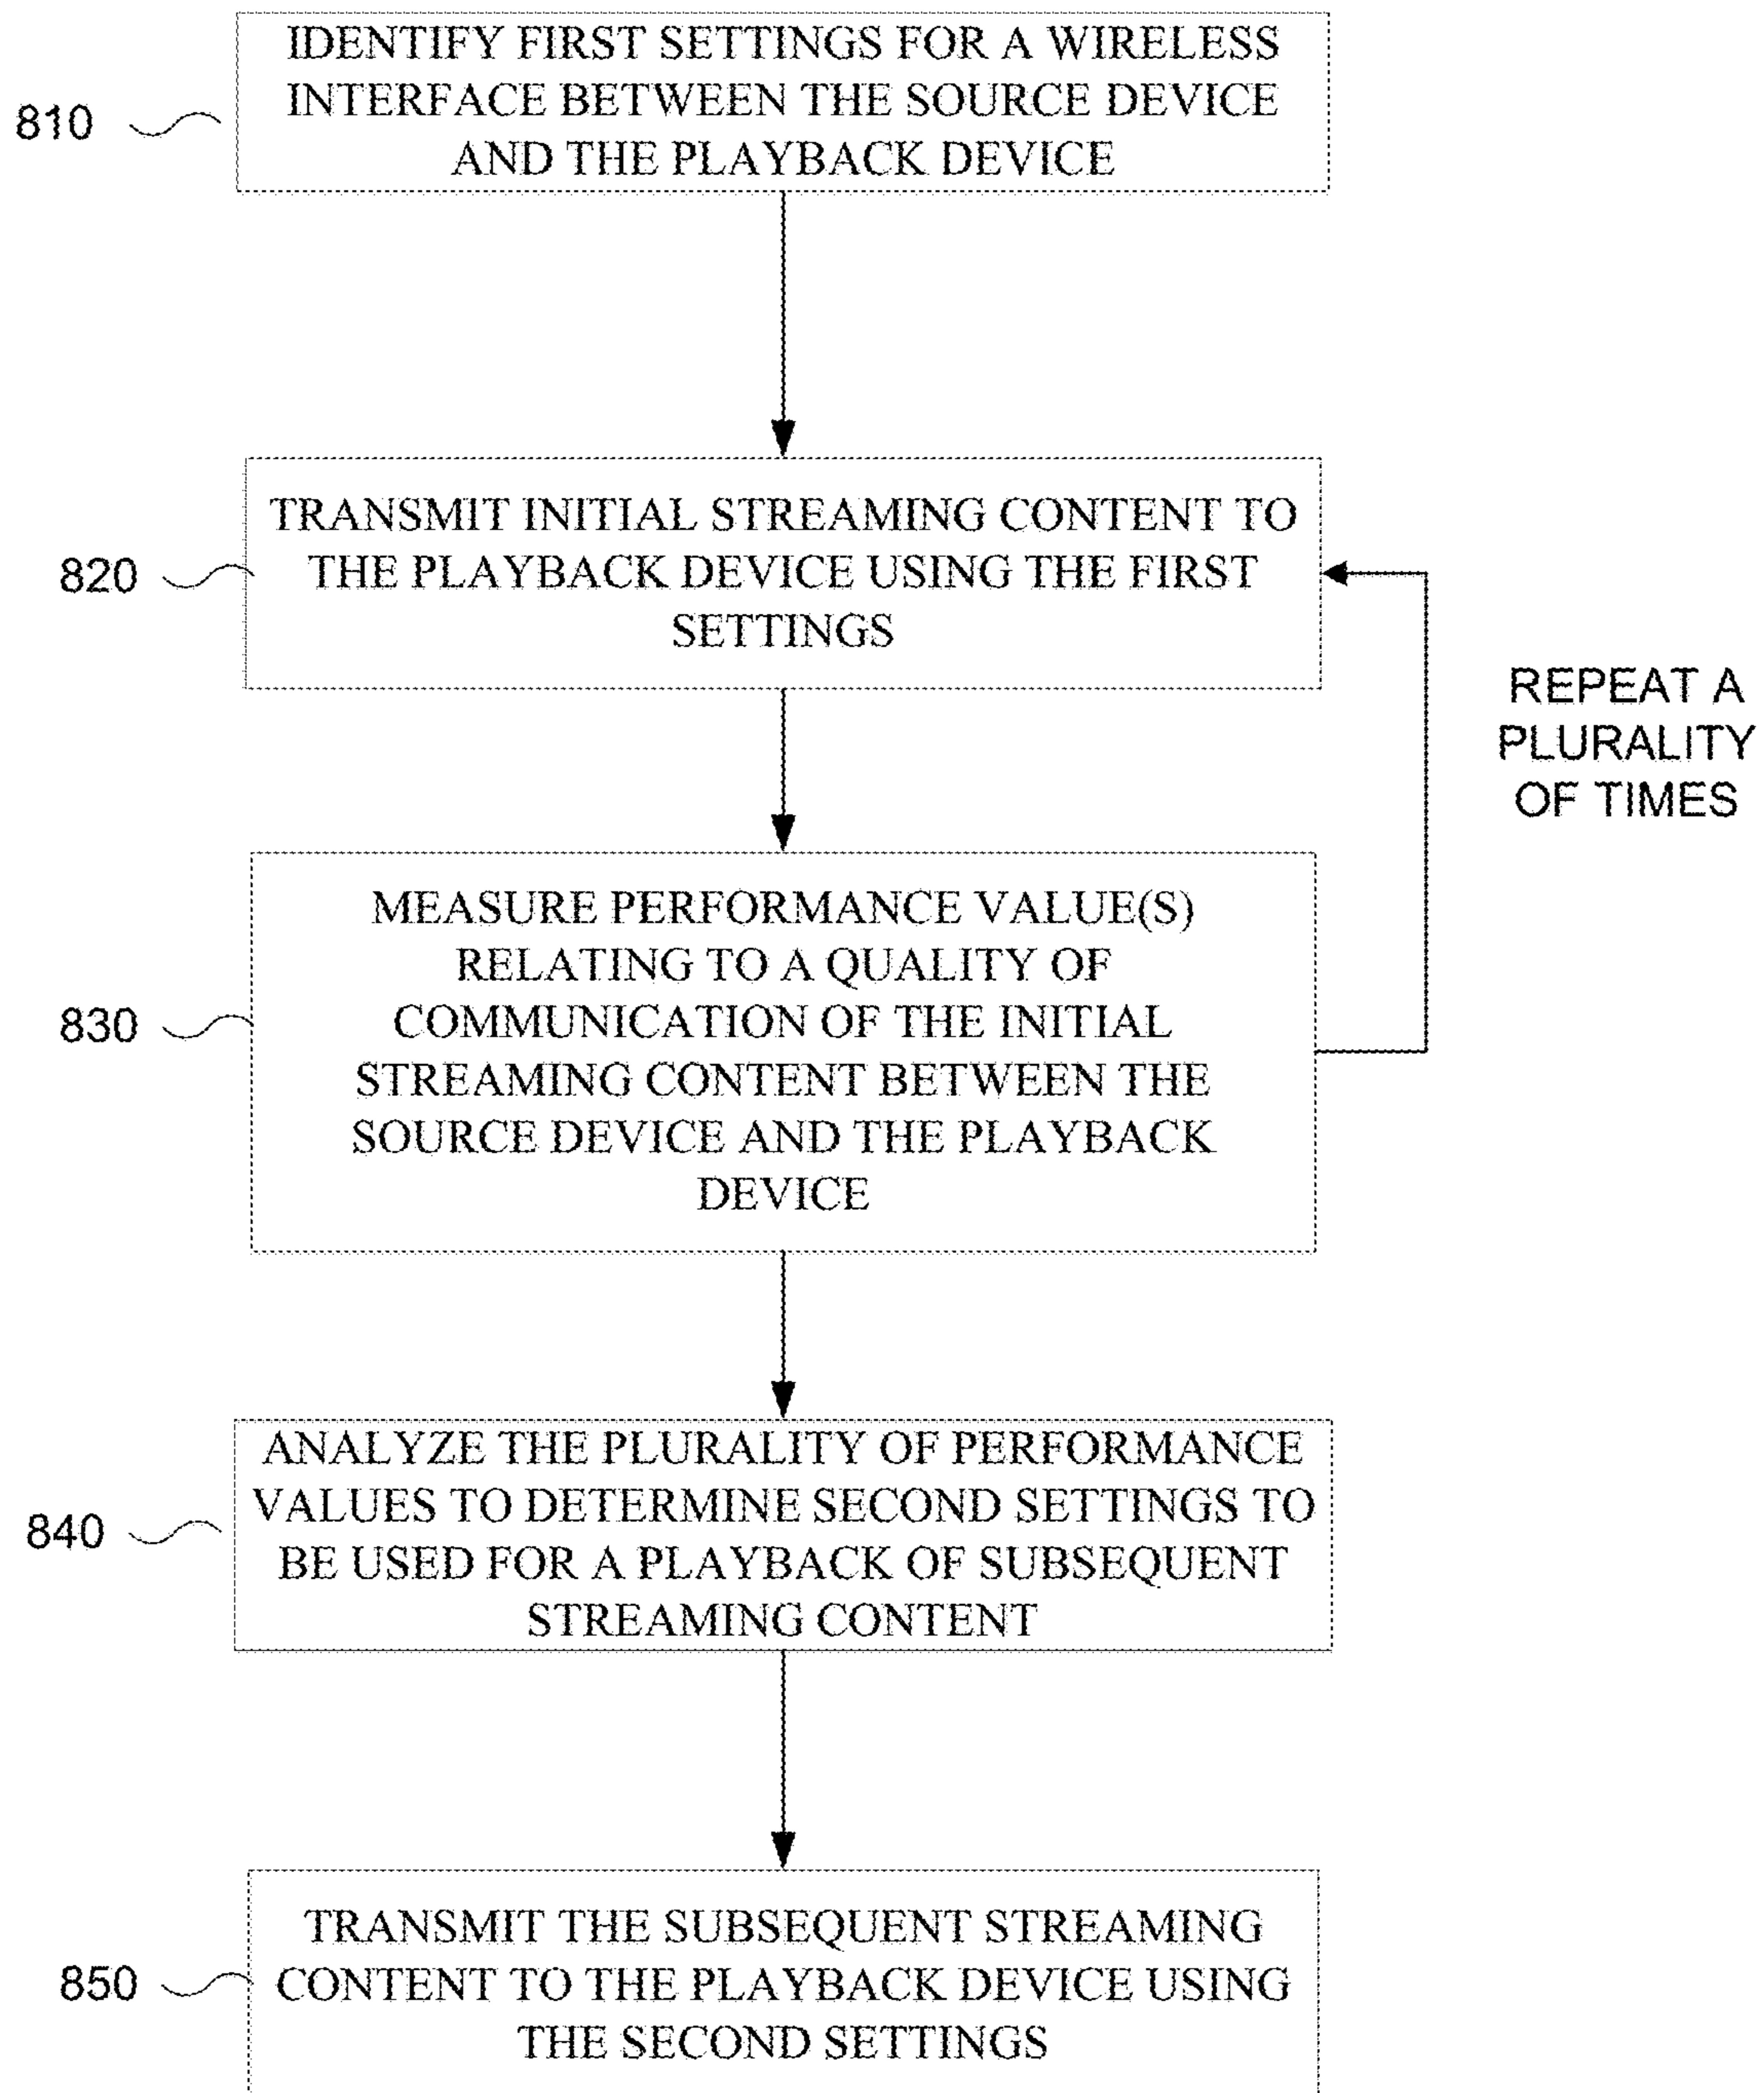 IDENTIFY FIRST SETTINGS FOR A WIRELESS
INTERFACE BETWEEN THE SOURCE DEVICE
AND THE PLAYBACK DEVICE
810
TRANSMIT INITIAL STREAMING CONTENT TO
THE PLAYBACK DEVICE USING THE FIRST
SETTINGS
820
REPEAT A
PLURALITY
OF TIMES
MEASURE PERFORMANCE VALUE(S)
RELATING TO A QUALITY OF
COMMUNICATION OF THE INITIAL
STREAMING CONTENT BETWEEN THE
SOURCE DEVICE AND THE PLAYBACK
DEVICE
830
ANALYZE THE PLURALITY OF PERFORMANCE
VALUES TO DETERMINE SECOND SETTINGS TO
BE USED FOR A PLAYBACK OF SUBSEQUENT
STREAMING CONTENT
840
TRANSMIT THE SUBSEQUENT STREAMING
CONTENT TO THE PLAYBACK DEVICE USING
THE SECOND SETTINGS
850